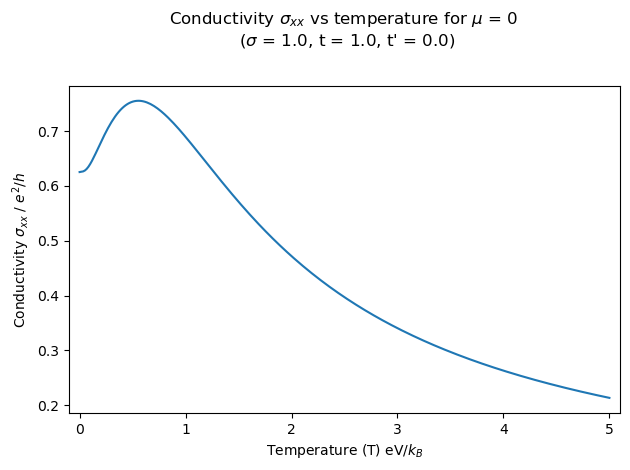 Conductivity σxx vs temperature for μ = 0
(σ = 1.0, t = 1.0, t' = 0.0)
Conductivity σxx / e²/h
0.7
0.6
0.5
0.4
0.3
0.2
0 1 2 3 4 5
Temperature (T) eV/kB